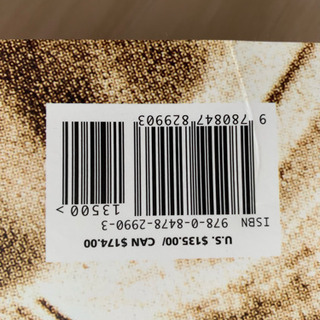 U.S. $135.00/ CAN $174.00
ISBN 978-0-8478-2990-3
13500 >
9 780847 829903